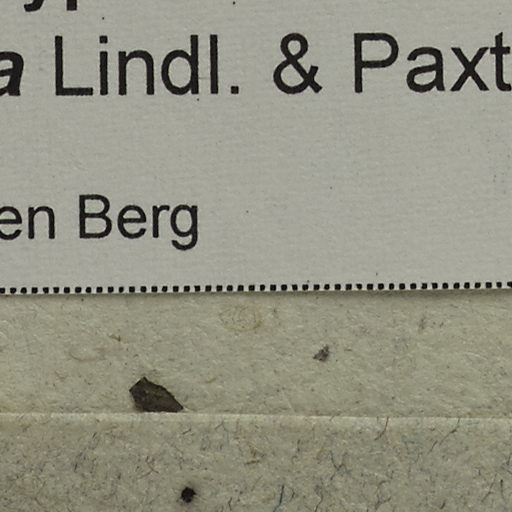 a Lindl. & Paxt
en Berg